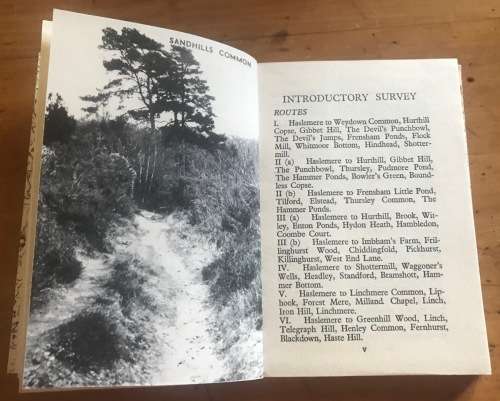 SANDHILLS COMMON
INTRODUCTORY SURVEY
ROUTES
I. Haslemere to Weydown Common, Hurthill
Copse, Gibbet Hill, The Devil's Punchbowl,
The Devil's Jumps, Frensham Ponds, Flock
Mill, Whitmoor Bottom, Hindhead, Shotter-
mill.
II (a) Haslemere to Hurthill, Gibbet Hill,
The Punchbowl, Thursley, Pudmore Pond,
The Hammer Ponds, Bowler's Green, Bound-
less Copse.
II (b) Haslemere to Frensham Little Pond,
Tilford, Elstead, Thursley Common, The
Hammer Ponds.
III (a) Haslemere to Hurthill, Brook, Wit-
ley, Enton Ponds, Hydon Heath, Hambledon,
Coombe Court.
III (b) Haslemere to Imbham's Farm, Fril-
linghurst Wood, Chiddingfold, Pickhurst,
Killinghurst, West End Lane.
IV. Haslemere to Shottermill, Waggoner's
Wells, Headley, Standford, Bramshott, Ham-
mer Bottom.
V. Haslemere to Linchmere Common, Lip-
hook, Forest Mere, Milland Chapel, Linch,
Iron Hill, Linchmere.
VI. Haslemere to Greenhill Wood, Linch,
Telegraph Hill, Henley Common, Fernhurst,
Blackdown, Haste Hill.
v